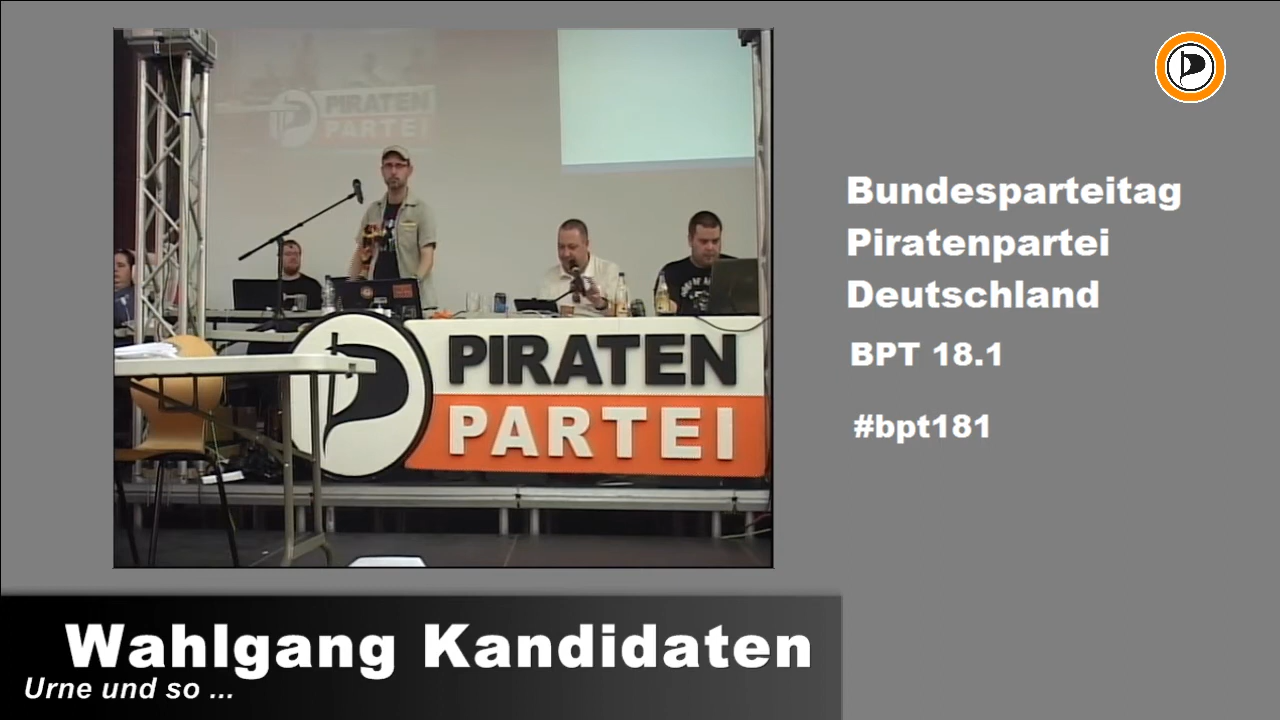 PIRATEN
PARTEI
PIRATEN
PARTEI
Bundesparteitag
Piratenpartei
Deutschland
BPT 18.1
#bpt181
Wahlgang Kandidaten
Urne und so ...